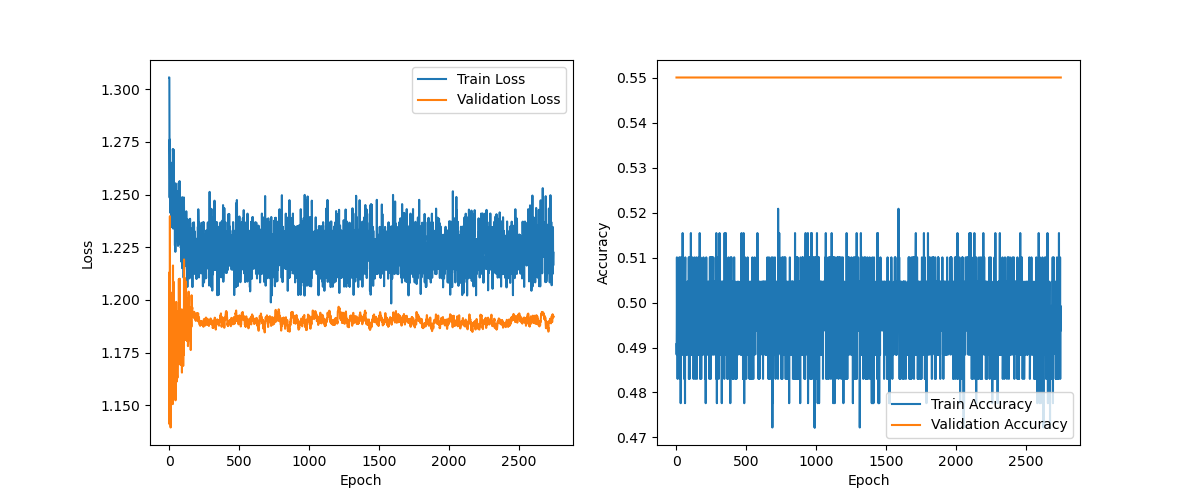 Train Loss
Validation Loss
1.300
1.275
1.250
1.225
1.200
1.175
1.150
Loss
0 500 1000 1500 2000 2500
Epoch
0.55
0.54
0.53
0.52
0.51
0.50
0.49
0.48
0.47
Accuracy
Train Accuracy
Validation Accuracy
0 500 1000 1500 2000 2500
Epoch